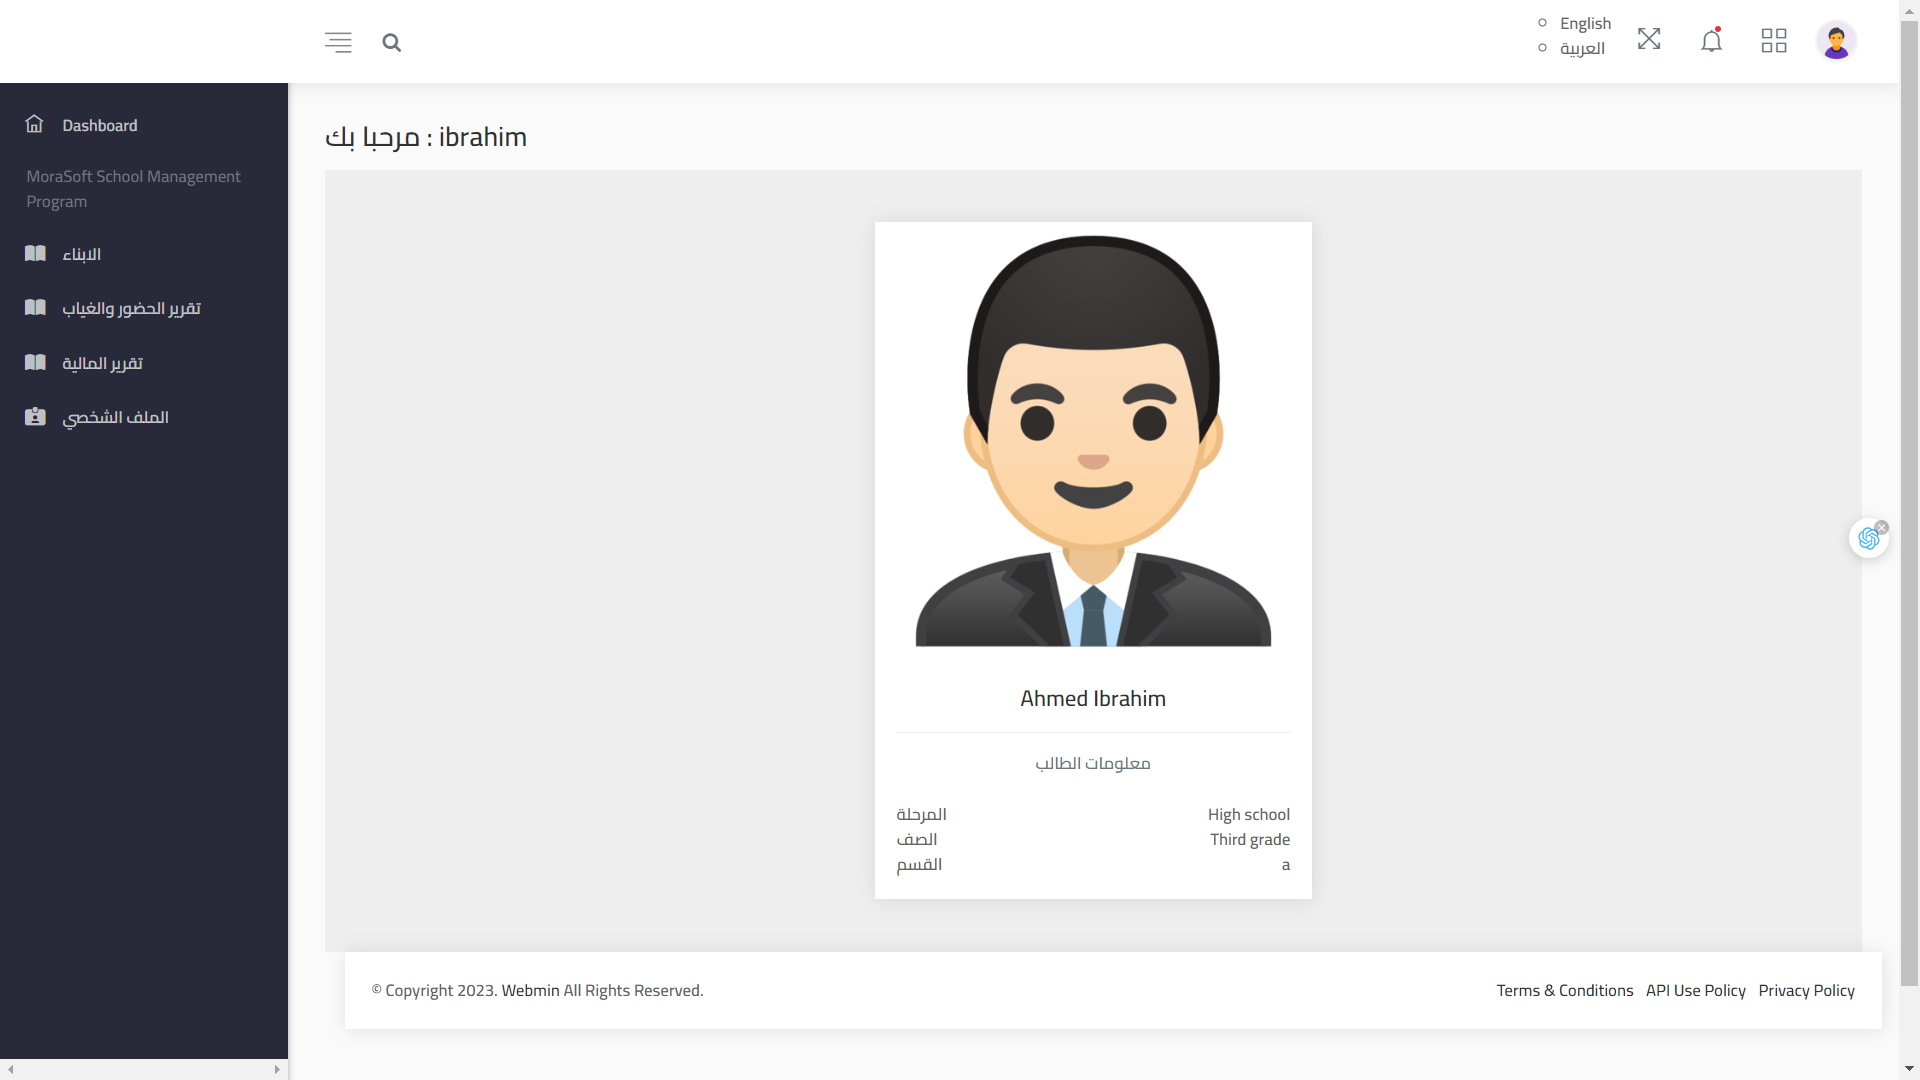 English
العربية
Dashboard
MoraSoft School Management
Program
الابناء
تقرير الحضور والغياب
تقرير المالية
الملف الشخصي
مرحبا بك : ibrahim
Ahmed Ibrahim
معلومات الطالب
المرحلة High school
الصف Third grade
القسم a
© Copyright 2023. Webmin All Rights Reserved.
Terms & Conditions API Use Policy Privacy Policy